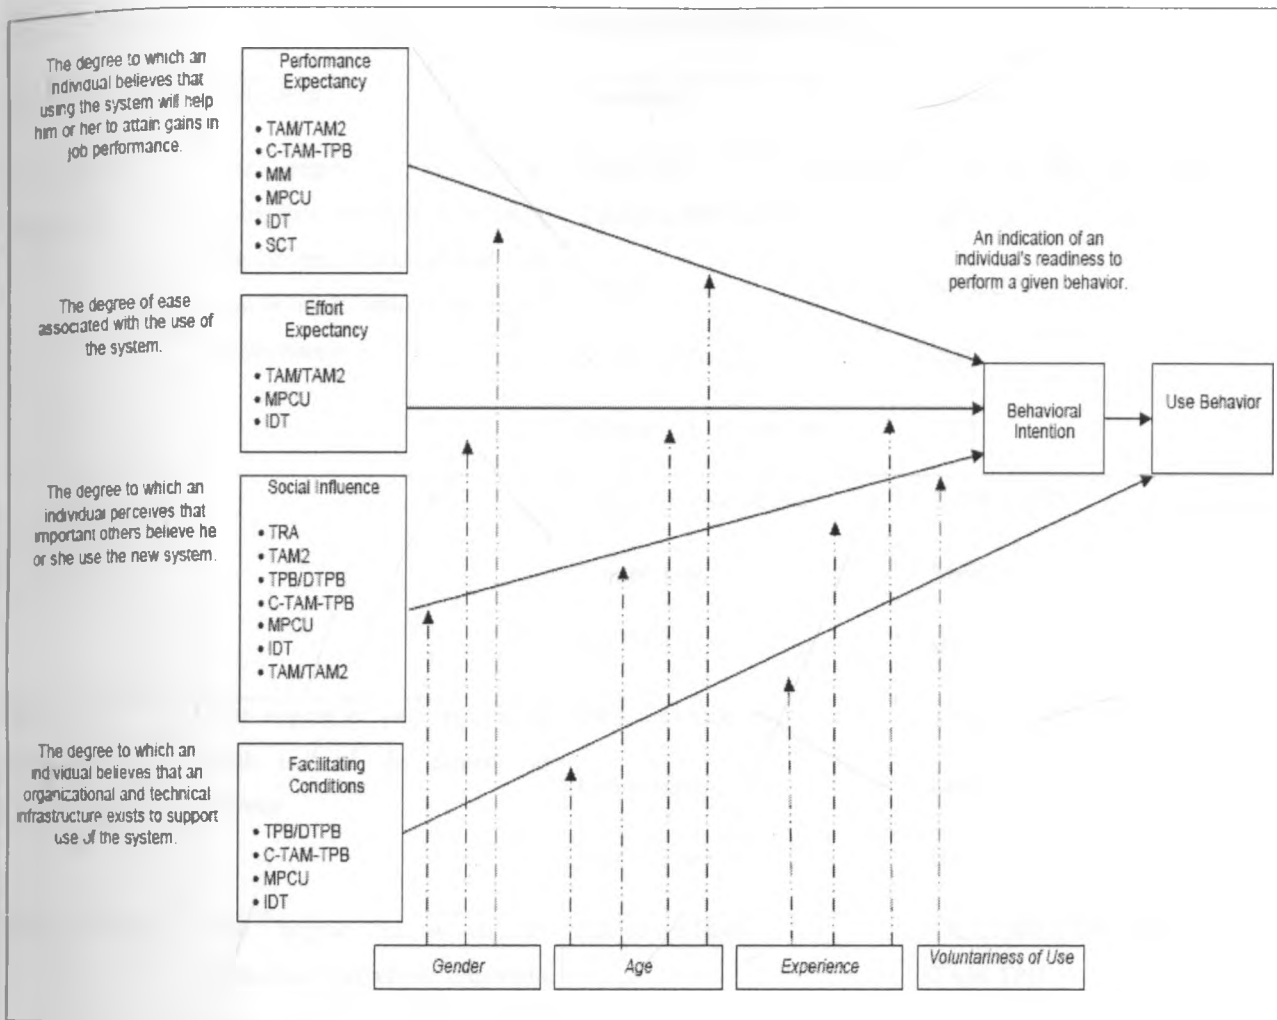 The degree to which an
individual believes that
using the system will help
him or her to attain gains in
job performance.
Performance
Expectancy
• TAM/TAM2
• C-TAM-TPB
• MM
• MPCU
• IDT
• SCT
An indication of an
individual's readiness to
perform a given behavior.
The degree of ease
associated with the use of
the system.
Effort
Expectancy
• TAM/TAM2
• MPCU
• IDT
Behavioral
Intention
Use Behavior
The degree to which an
individual perceives that
important others believe he
or she use the new system.
Social Influence
• TRA
• TAM2
• TPB/DTPB
• C-TAM-TPB
• MPCU
• IDT
• TAM/TAM2
The degree to which an
individual believes that an
organizational and technical
infrastructure exists to support
use of the system.
Facilitating
Conditions
• TPB/DTPB
• C-TAM-TPB
• MPCU
• IDT
Gender
Age
Experience
Voluntariness of Use